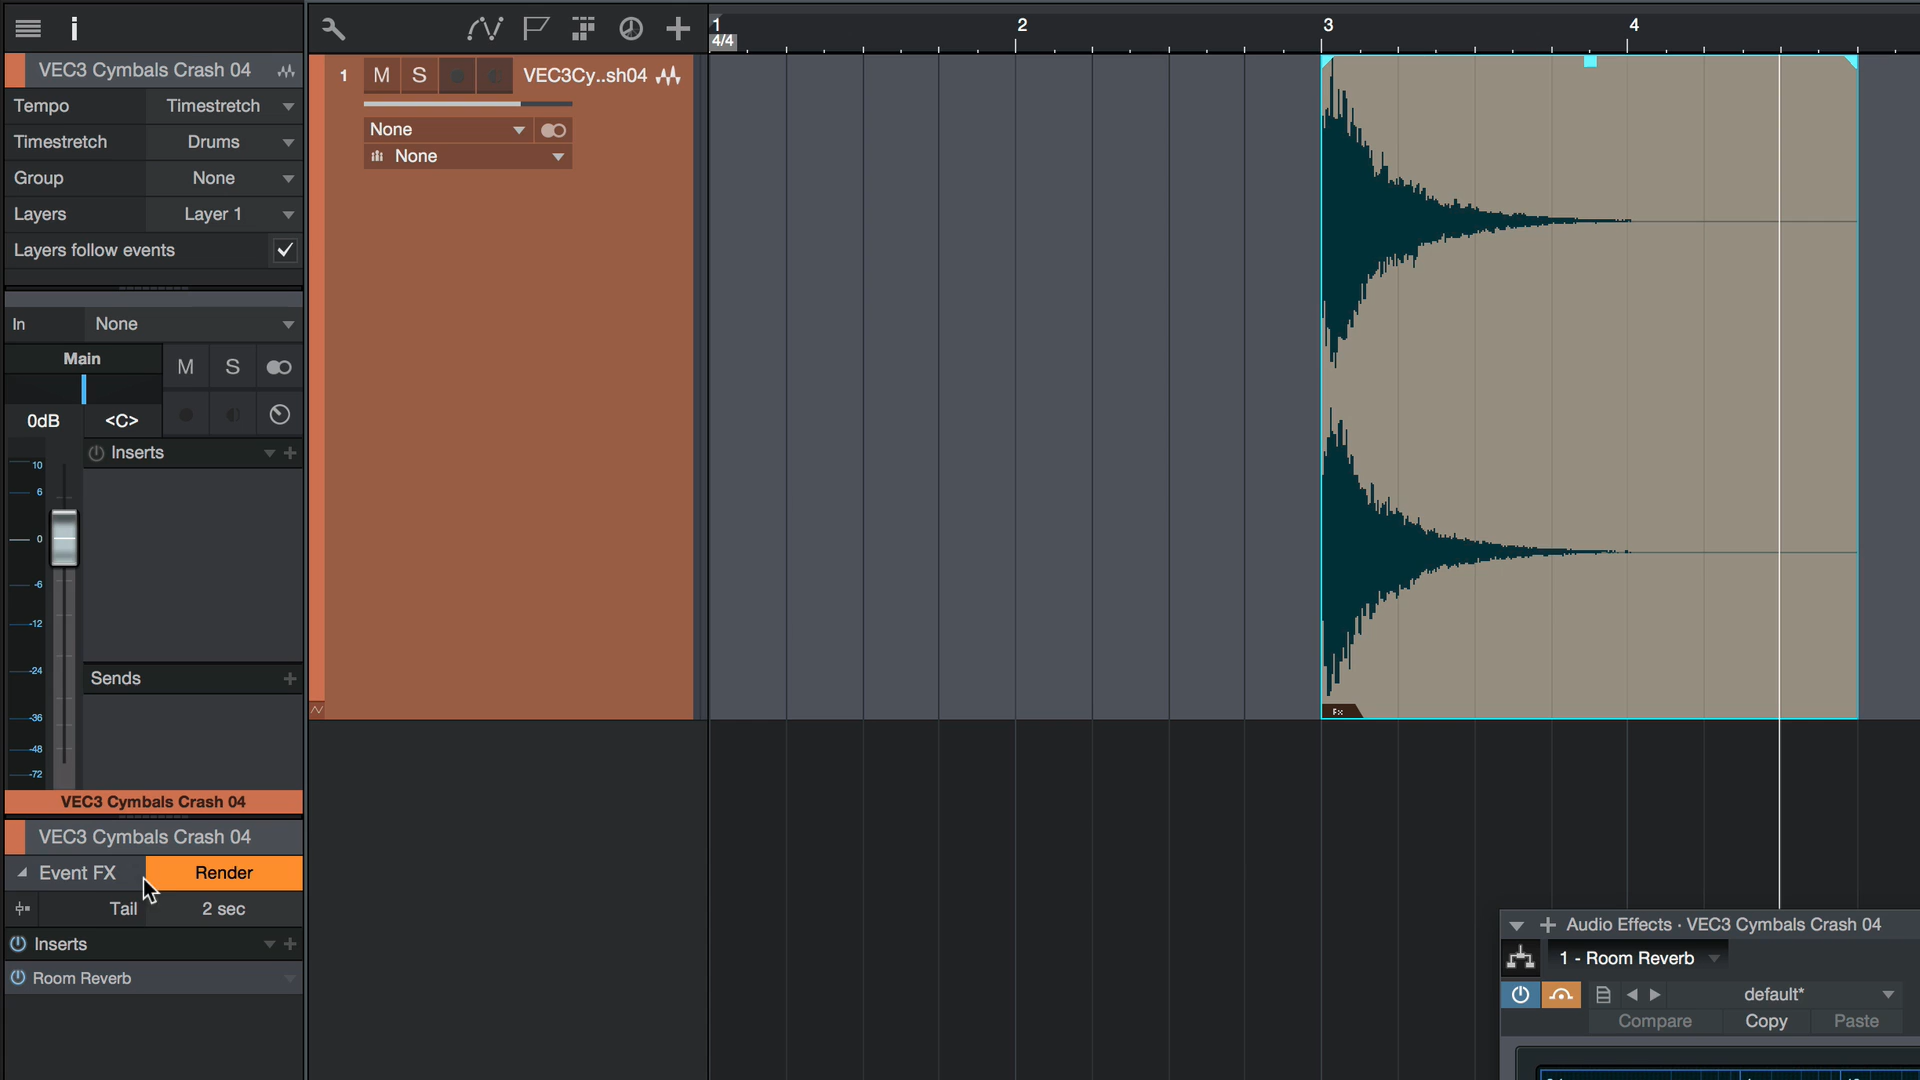 VEC3 Cymbals Crash 04
Tempo Timestretch
Timestretch Drums
Group None
Layers Layer 1
Layers follow events
In None
Main
M S
0dB <C>
Inserts
10
6
0
-6
-12
-24
-36
-48
-72
Sends
VEC3 Cymbals Crash 04
VEC3 Cymbals Crash 04
Event FX Render
Tail 2 sec
Inserts
Room Reverb
1 M S VEC3Cy..sh04
None
None
1 2 3 4
4/4
Fx
Audio Effects · VEC3 Cymbals Crash 04
1 - Room Reverb
default*
Compare Copy Paste